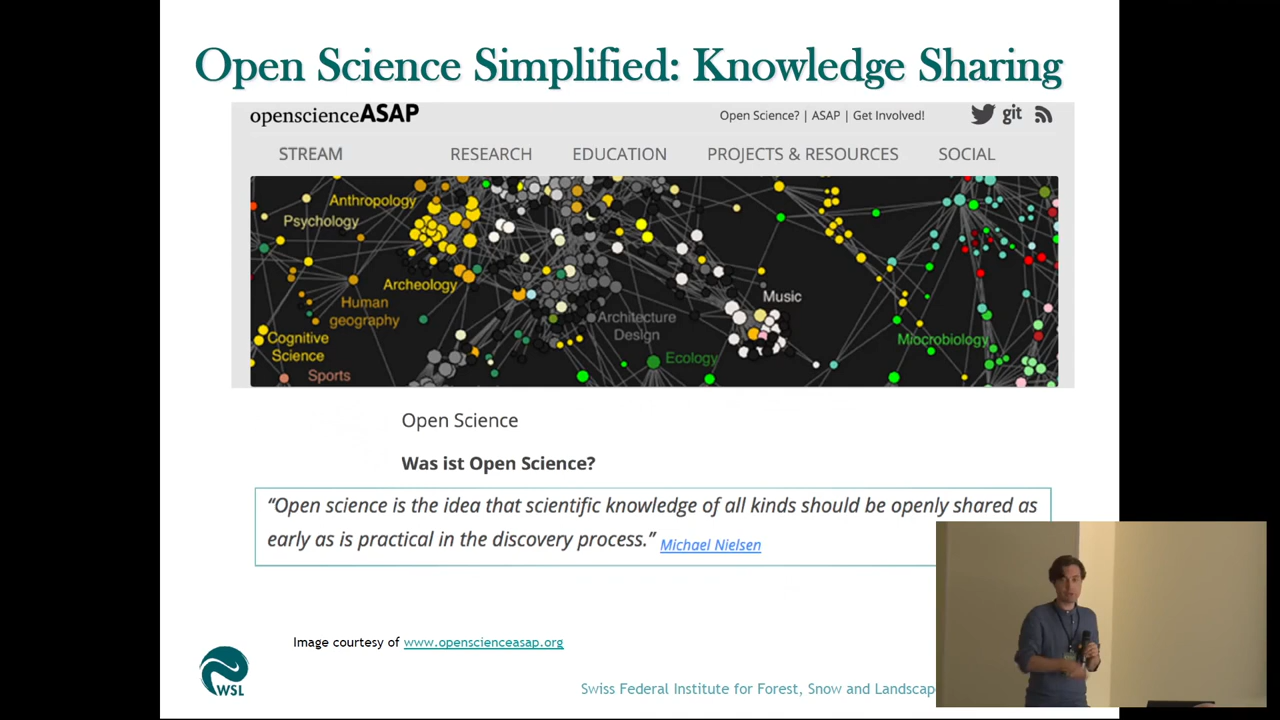 Open Science Simplified: Knowledge Sharing
openscienceASAP
Open Science? | ASAP | Get Involved!
git
STREAM RESEARCH EDUCATION PROJECTS & RESOURCES SOCIAL
Anthropology
Psychology
Archeology
Human
geography
Cognitive
Science
Sports
Architecture
Design
Ecology
Music
Miocrobiology
Open Science
Was ist Open Science?
“Open science is the idea that scientific knowledge of all kinds should be openly shared as
early as is practical in the discovery process.” Michael Nielsen
Image courtesy of www.openscienceasap.org
WSL
Swiss Federal Institute for Forest, Snow and Landscape